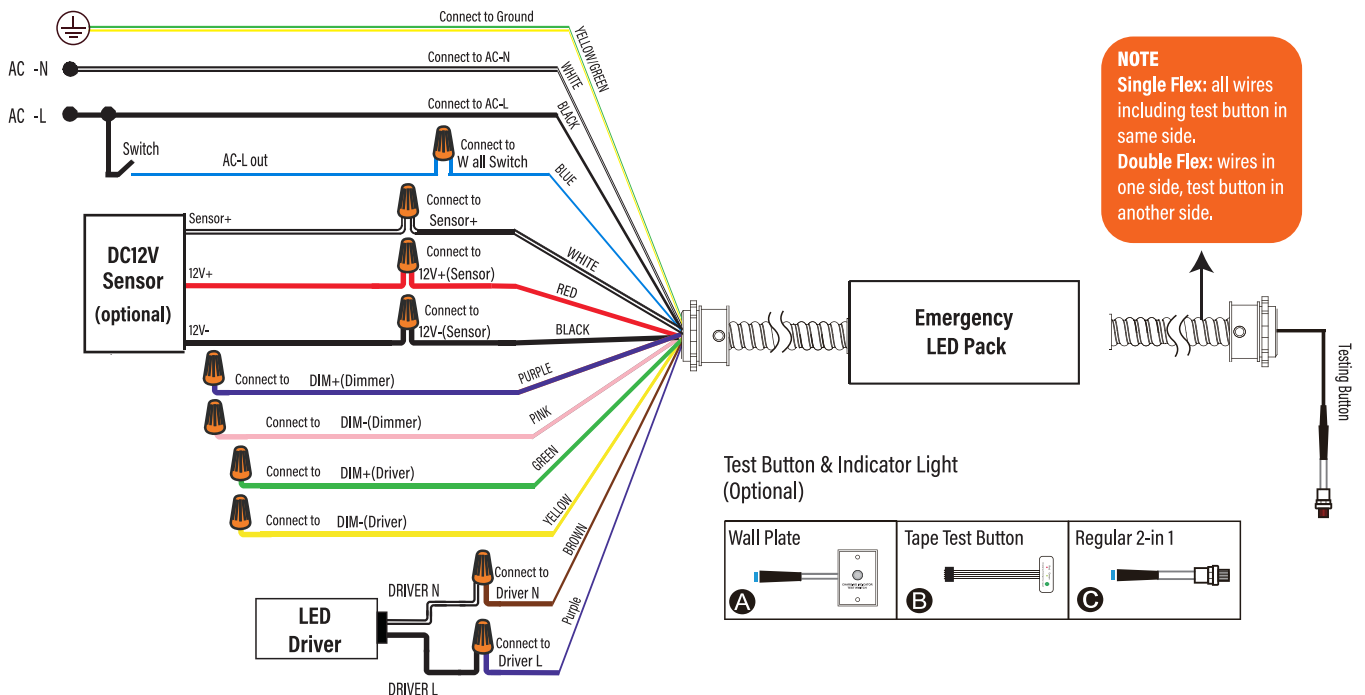 Connect to Ground
YELLOW/GREEN
AC -N
Connect to AC-N
WHITE
AC -L
Connect to AC-L
BLACK
Switch
AC-L out
Connect to
W all Switch
BLUE
DC12V
Sensor
(optional)
Sensor+
Connect to
Sensor+
WHITE
12V+
Connect to
12V+(Sensor)
RED
12V-
Connect to
12V-(Sensor)
BLACK
Connect to DIM+(Dimmer)
PURPLE
Connect to DIM-(Dimmer)
PINK
Connect to DIM+(Driver)
GREEN
Connect to DIM-(Driver)
YELLOW
LED
Driver
DRIVER N
Connect to
Driver N
BROWN
DRIVER L
Connect to
Driver L
Purple
Emergency
LED Pack
NOTE
Single Flex: all wires
including test button in
same side.
Double Flex: wires in
one side, test button in
another side.
Testing Button
Test Button & Indicator Light
(Optional)
Wall Plate
A
Tape Test Button
B
Regular 2-in 1
C